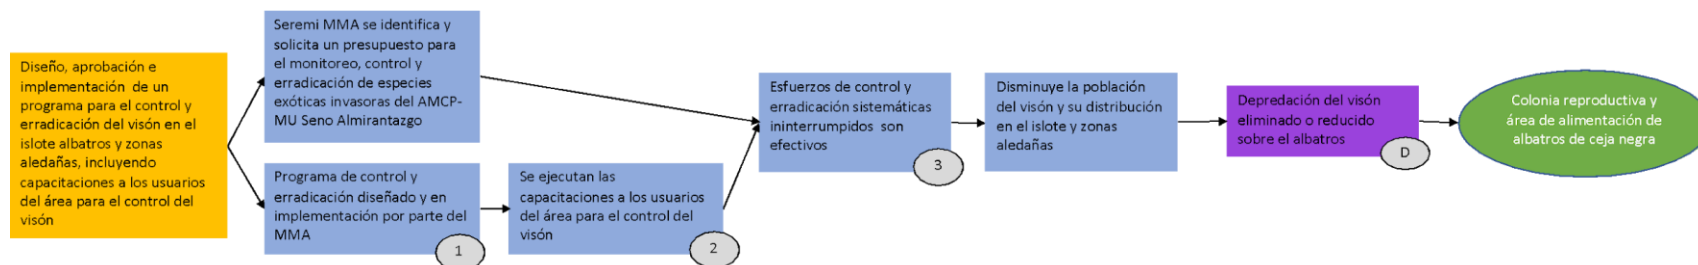 Diseño, aprobación e
implementación de un
programa para el control y
erradicación del visón en el
islote albatros y zonas
aledañas, incluyendo
capacitaciones a los usuarios
del área para el control del
visón
Seremi MMA se identifica y
solicita un presupuesto para
el monitoreo, control y
erradicación de especies
exóticas invasoras del AMCP-
MU Seno Almirantazgo
Programa de control y
erradicación diseñado y en
implementación por parte del
MMA
1
Se ejecutan las
capacitaciones a los usuarios
del área para el control del
visón
2
Esfuerzos de control y
erradicación sistemáticas
ininterrumpidos son
efectivos
3
Disminuye la población
del visón y su distribución
en el islote y zonas
aledañas
Depredación del visón
eliminado o reducido
sobre el albatros
D
Colonia reproductiva y
área de alimentación de
albatros de ceja negra